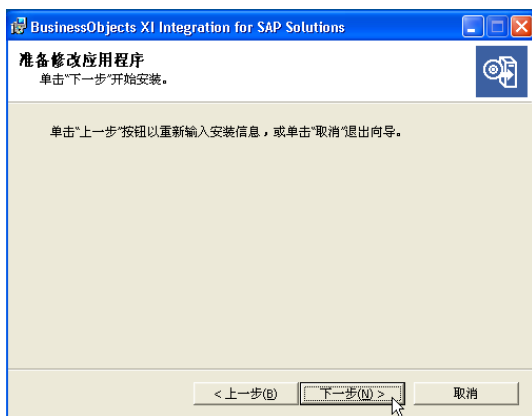 BusinessObjects XI Integration for SAP Solutions
准备修改应用程序
单击“下一步”开始安装。
单击“上一步”按钮以重新输入安装信息，或单击“取消”退出向导。
< 上一步(B)
下一步(N) >
取消